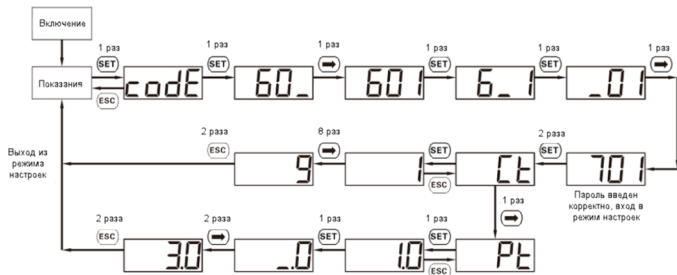 Включение
1 раз
1 раз
1 раз
1 раз
1 раз
1 раз
SET
SET
➡
SET
SET
➡
Показания
codE
60_
601
6_1
_01
ESC
Выход из
режима
настроек
2 раза
8 раз
2 раза
ESC
➡
SET
SET
9
1
Ct
701
ESC
Пароль введен
корректно, вход в
режим настроек
1 раз
➡
2 раза
2 раза
1 раз
1 раз
ESC
➡
SET
SET
3.0
_.0
1.0
Pt
ESC